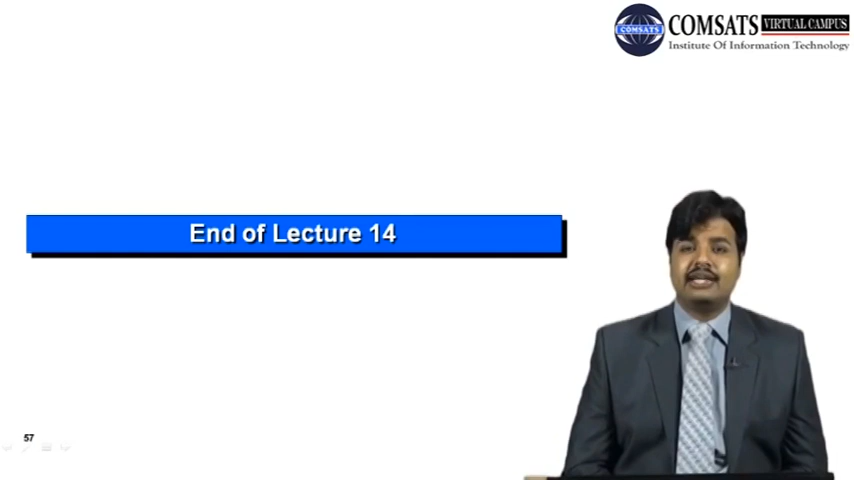 COMSATS
COMSATS VIRTUAL CAMPUS
Institute Of Information Technology
End of Lecture 14
57